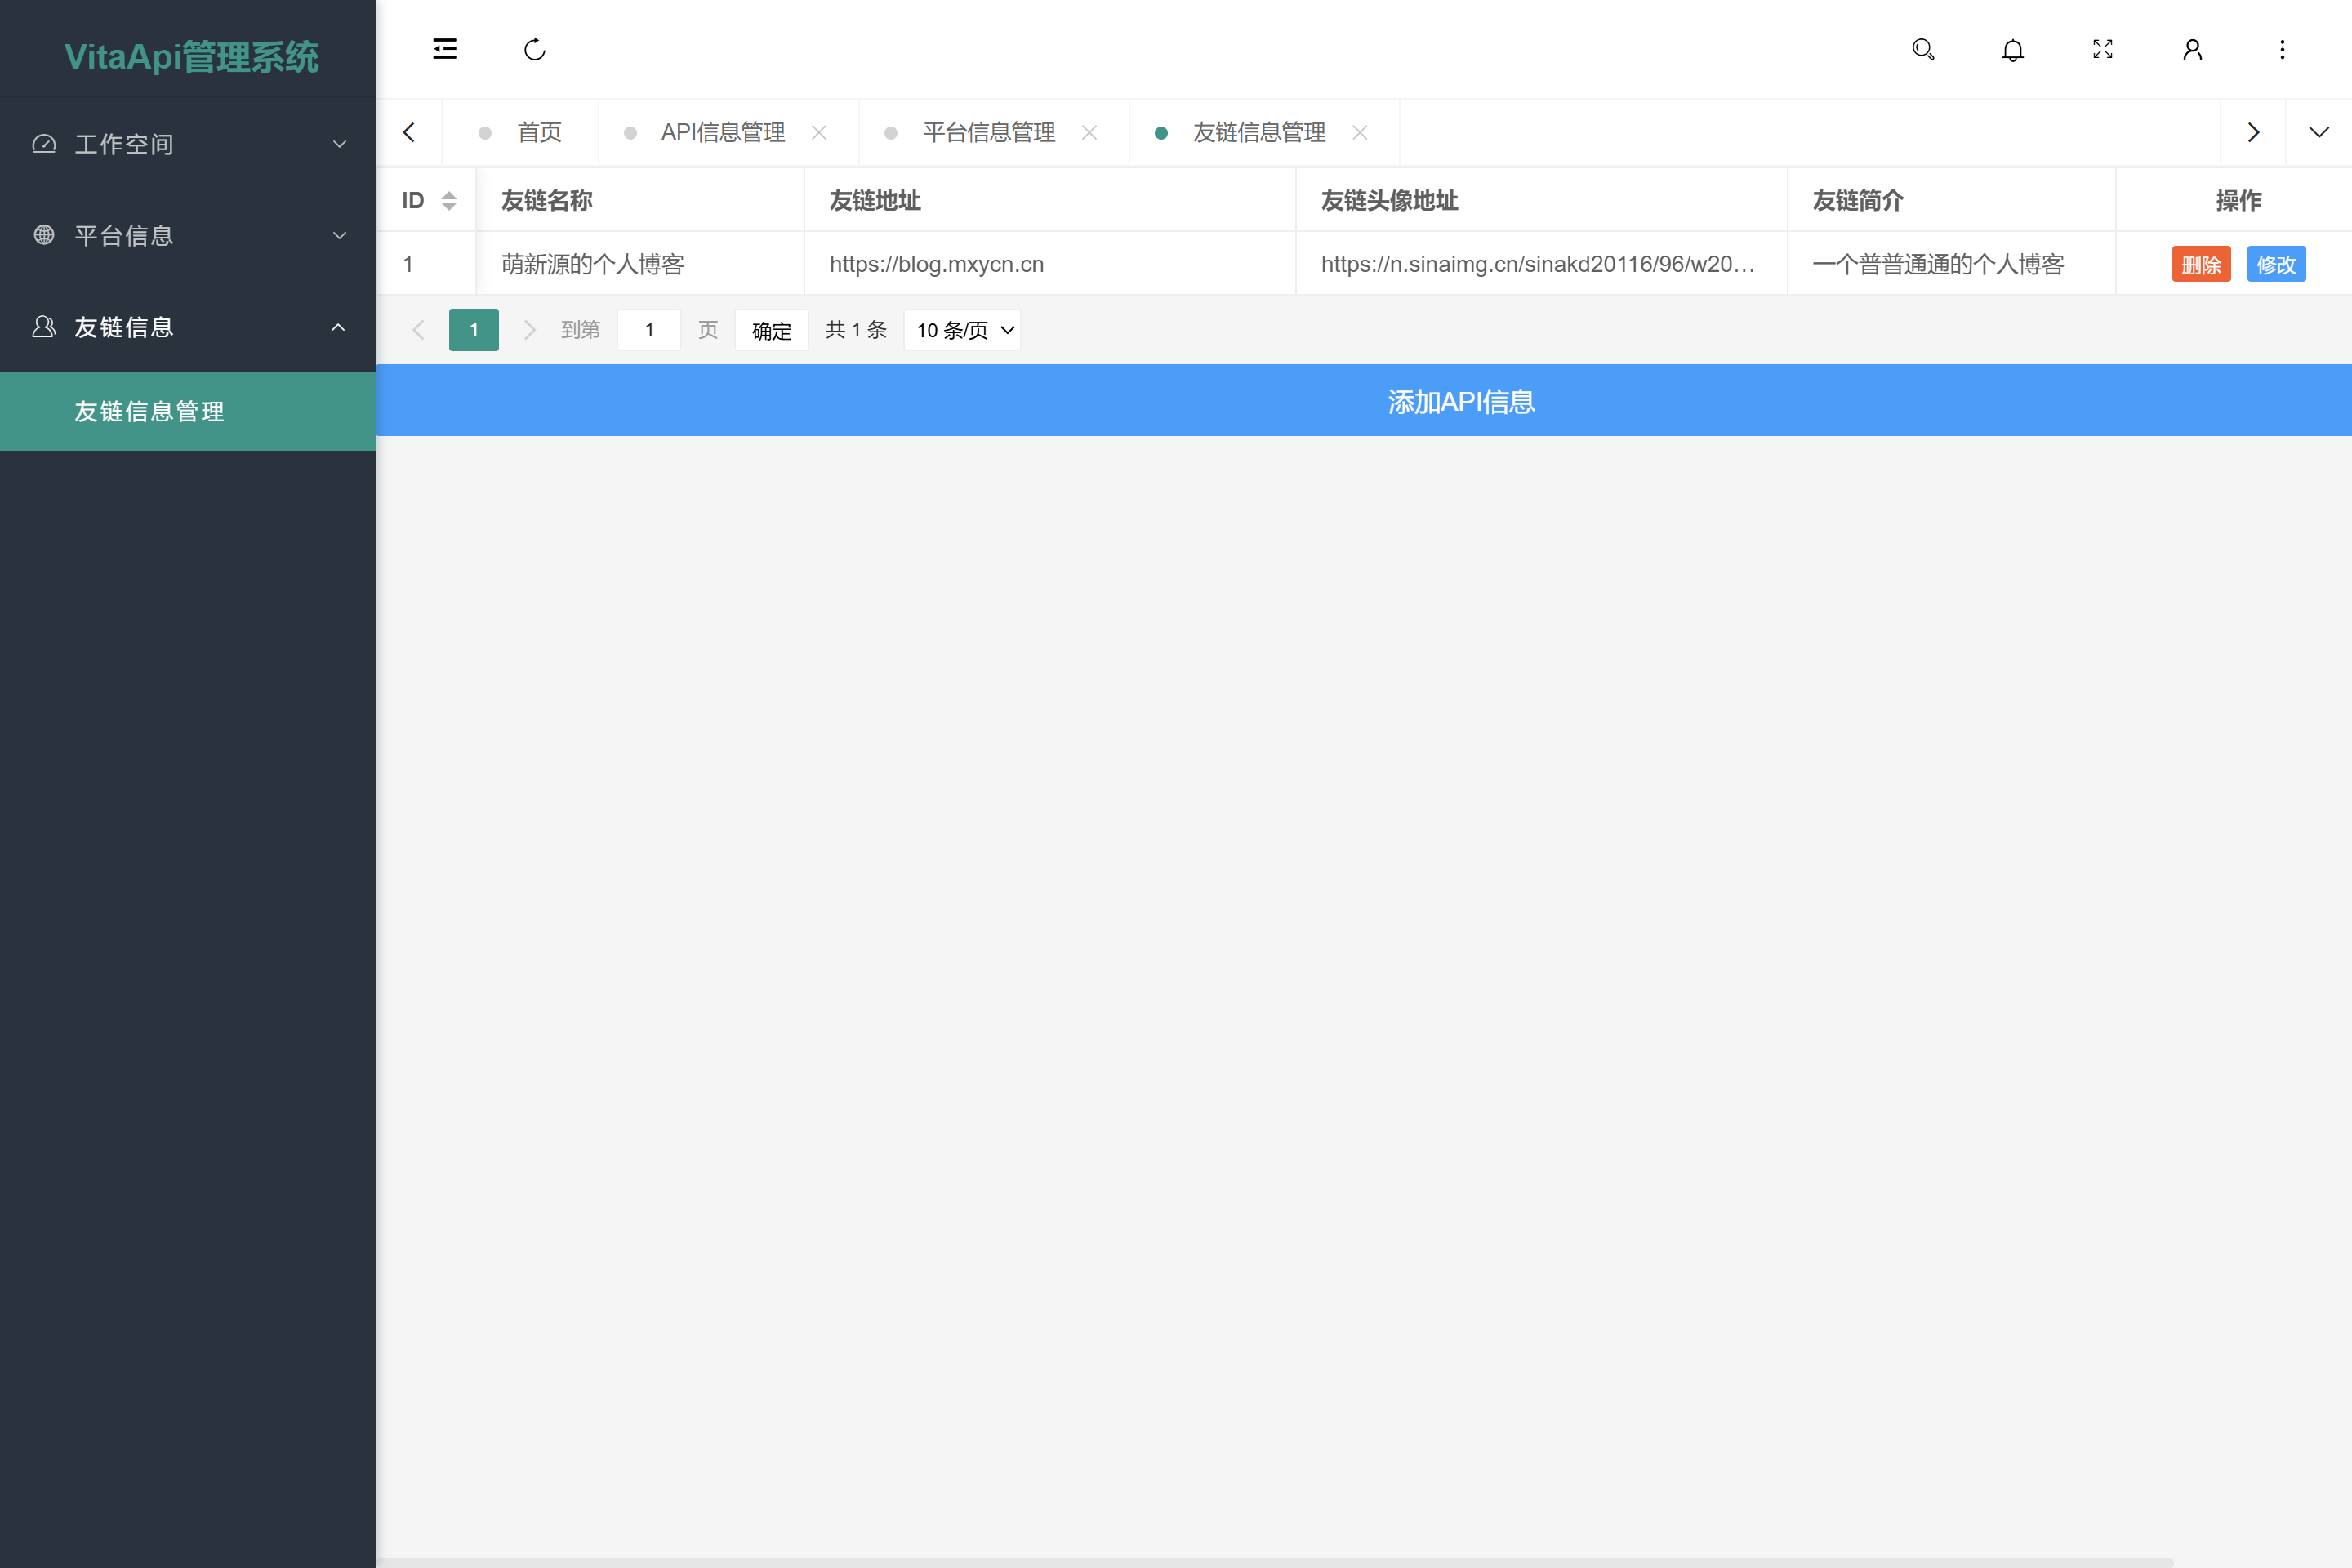 VitaApi管理系统
工作空间
平台信息
友链信息
友链信息管理
首页 API信息管理 平台信息管理 友链信息管理
ID 友链名称 友链地址 友链头像地址 友链简介 操作
1 萌新源的个人博客 https://blog.mxycn.cn https://n.sinaimg.cn/sinakd20116/96/w20… 一个普普通通的个人博客 删除 修改
1 到第 1 页 确定 共 1 条 10 条/页
添加API信息